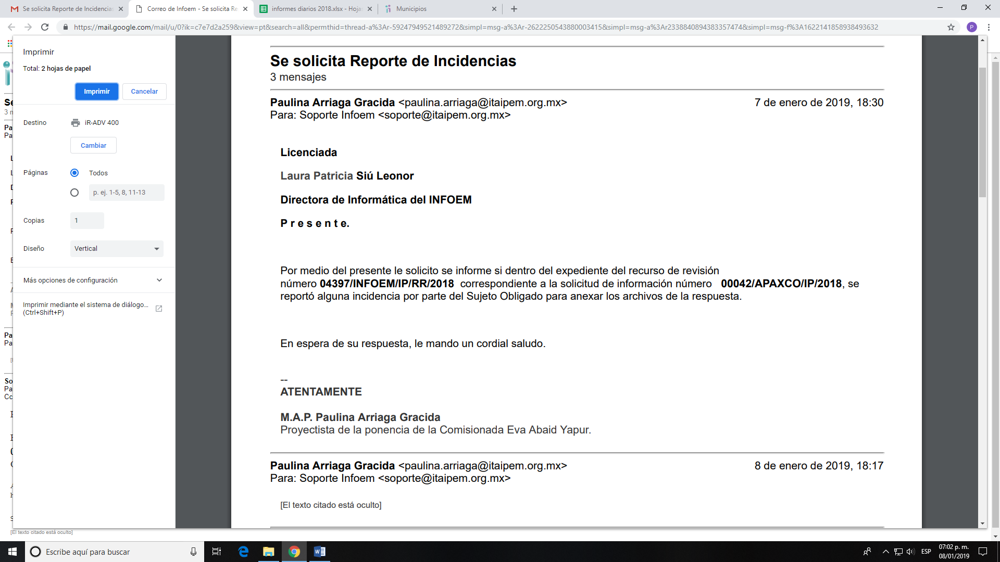 Se solicita Reporte de Incidencias
Correo de Infoem - Se solicita Re
informes diarios 2018.xlsx - Hoja
Municipios
https://mail.google.com/mail/u/0?ik=c7e7d2a259&view=pt&search=all&permthid=thread-a%3Ar-59247949521489272&simpl=msg-a%3Ar-2622250543880003415&simpl=msg-a%3Ar2338840894383357474&simpl=msg-f%3A1622141858938493632
P
Imprimir
Total: 2 hojas de papel
Imprimir Cancelar
Destino iR-ADV 400
Cambiar
Páginas Todos
p. ej. 1-5, 8, 11-13
Copias 1
Diseño Vertical
Más opciones de configuración
Imprimir mediante el sistema de diálogo...
(Ctrl+Shift+P)
Se solicita Reporte de Incidencias
3 mensajes
Paulina Arriaga Gracida <paulina.arriaga@itaipem.org.mx> 7 de enero de 2019, 18:30
Para: Soporte Infoem <soporte@itaipem.org.mx>
Licenciada
Laura Patricia Siú Leonor
Directora de Informática del INFOEM
P r e s e n t e.
Por medio del presente le solicito se informe si dentro del expediente del recurso de revisión
número 04397/INFOEM/IP/RR/2018 correspondiente a la solicitud de información número 00042/APAXCO/IP/2018, se
reportó alguna incidencia por parte del Sujeto Obligado para anexar los archivos de la respuesta.
En espera de su respuesta, le mando un cordial saludo.
--
ATENTAMENTE
M.A.P. Paulina Arriaga Gracida
Proyectista de la ponencia de la Comisionada Eva Abaid Yapur.
Paulina Arriaga Gracida <paulina.arriaga@itaipem.org.mx> 8 de enero de 2019, 18:17
Para: Soporte Infoem <soporte@itaipem.org.mx>
[El texto citado está oculto]
[El texto citado está oculto]
Escribe aquí para buscar
ESP
07:02 p. m.
08/01/2019